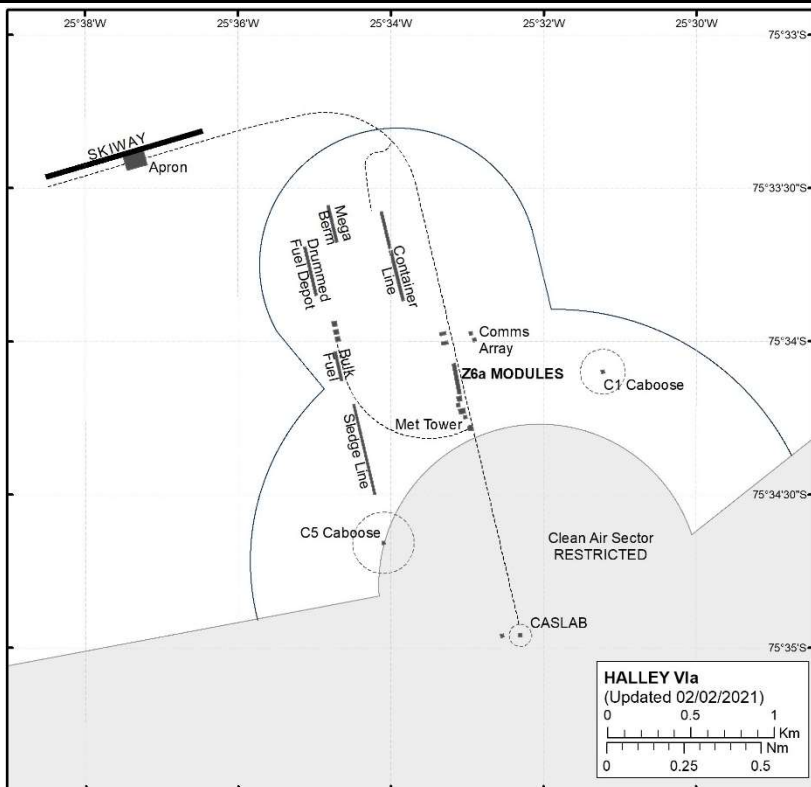 25°38'W
25°36'W
25°34'W
25°32'W
25°30'W
75°33'S
SKIWAY
Apron
75°33'30"S
Mega
Berm
Drummed
Fuel Depot
Container
Line
75°34'S
Comms
Array
Bulk
Fuel
Z6a MODULES
C1 Caboose
Met Tower
Sledge Line
75°34'30"S
C5 Caboose
Clean Air Sector
RESTRICTED
CASLAB
75°35'S
HALLEY VIa
(Updated 02/02/2021)
0 0.5 1
Km
Nm
0 0.25 0.5